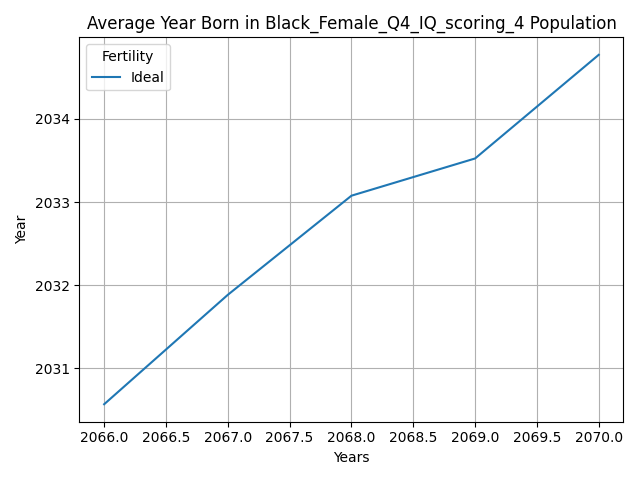 Average Year Born in Black_Female_Q4_IQ_scoring_4 Population
Fertility
Ideal
2034
2033
2032
2031
Year
2066.0 2066.5 2067.0 2067.5 2068.0 2068.5 2069.0 2069.5 2070.0
Years